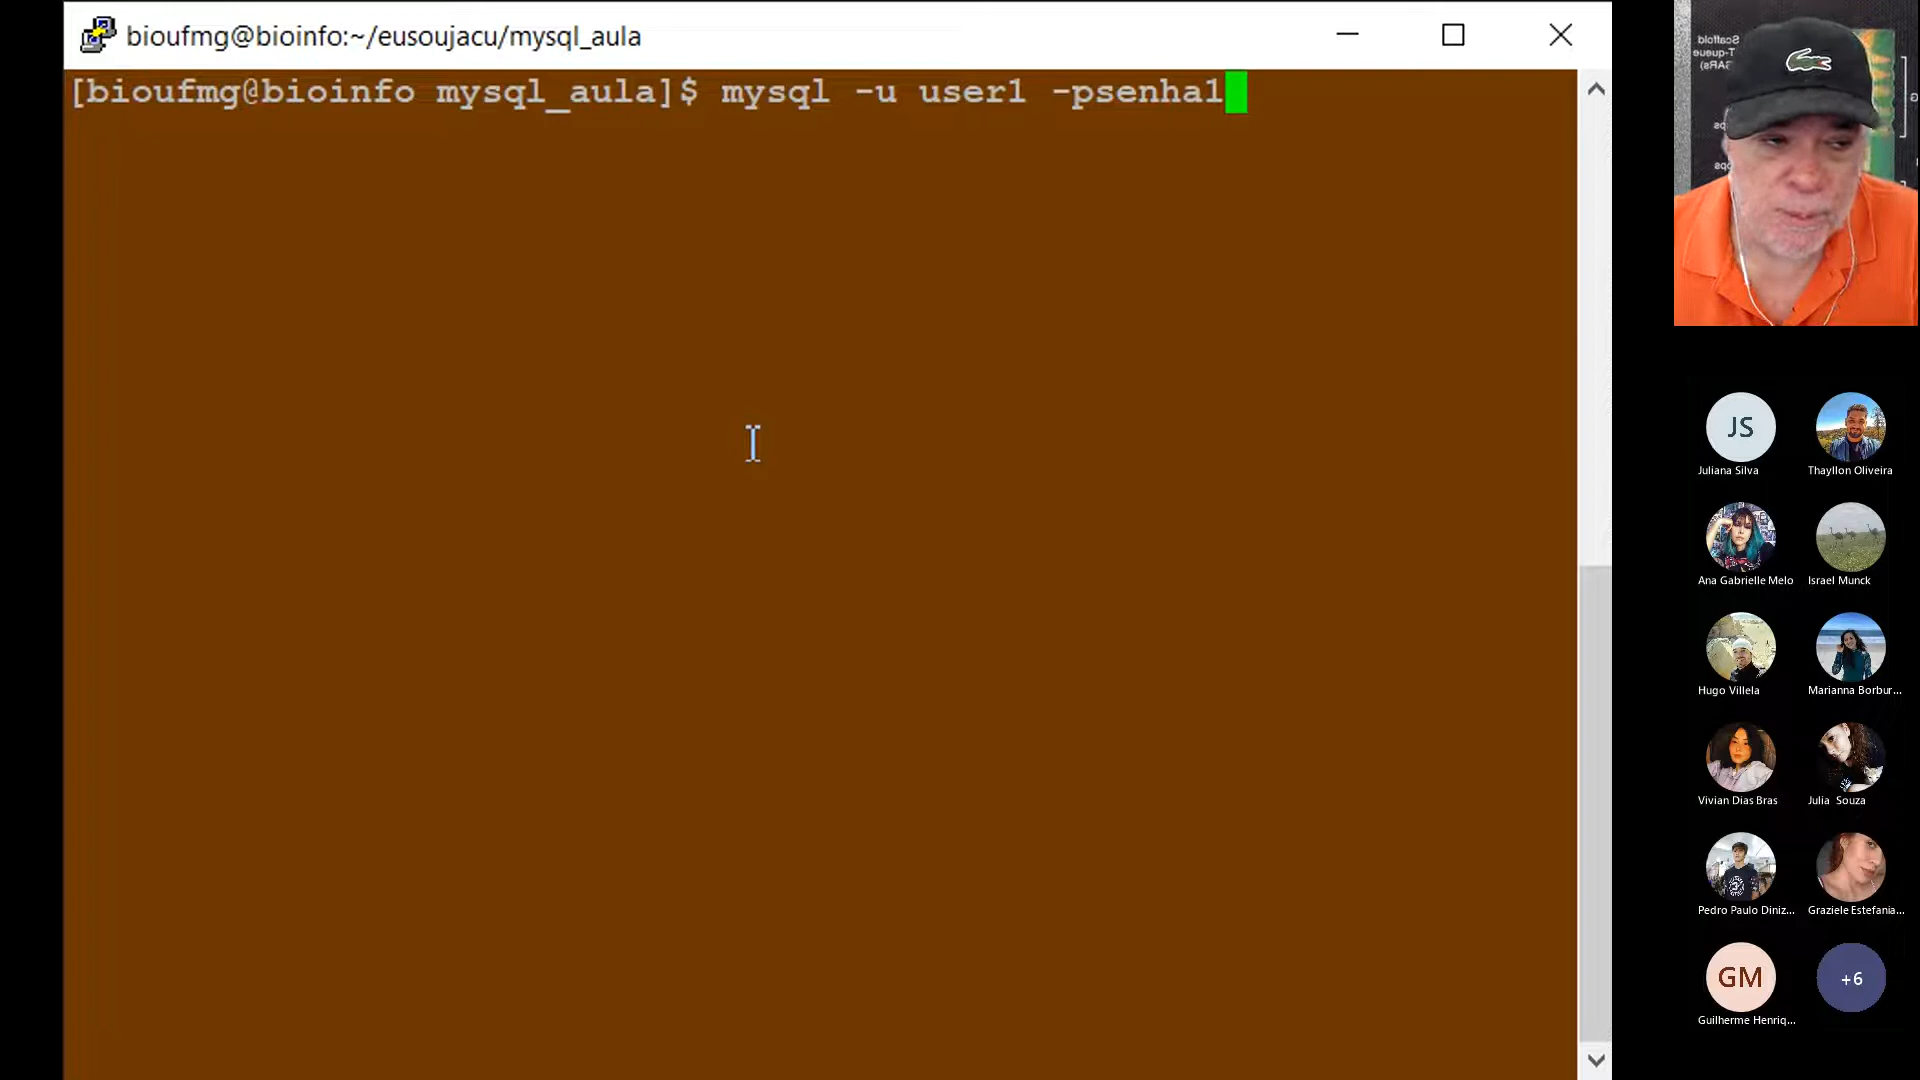 bioufmg@bioinfo:~/eusoujacu/mysql_aula
[bioufmg@bioinfo mysql_aula]$ mysql -u user1 -psenha1
Scaffold
T-queue
JS
Juliana Silva
Thayllon Oliveira
Ana Gabrielle Melo
Israel Munck
Hugo Villela
Marianna Borbur...
Vivian Dias Bras
Julia Souza
Pedro Paulo Diniz...
Graziele Estefania...
GM
+6
Guilherme Henriq...